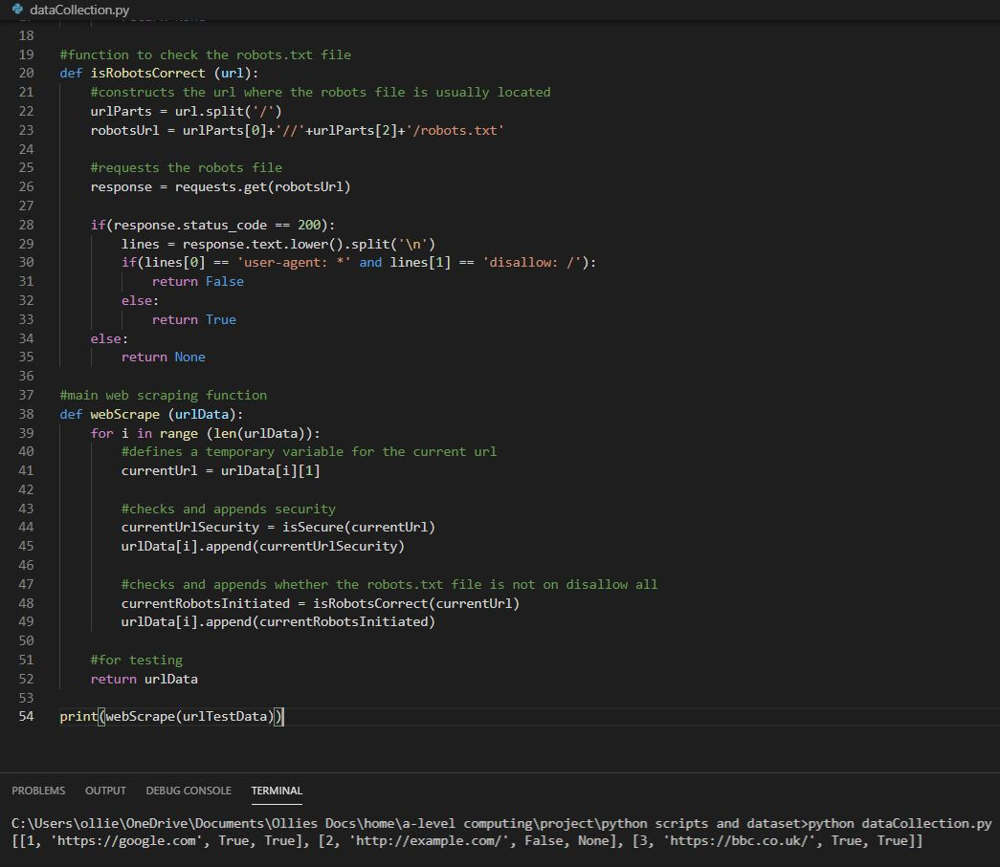 dataCollection.py
18
19 #function to check the robots.txt file
20 def isRobotsCorrect (url):
21 #constructs the url where the robots file is usually located
22 urlParts = url.split('/')
23 robotsUrl = urlParts[0]+'//'+urlParts[2]+'/robots.txt'
24
25 #requests the robots file
26 response = requests.get(robotsUrl)
27
28 if(response.status_code == 200):
29 lines = response.text.lower().split('\n')
30 if(lines[0] == 'user-agent: *' and lines[1] == 'disallow: /'):
31 return False
32 else:
33 return True
34 else:
35 return None
36
37 #main web scraping function
38 def webScrape (urlData):
39 for i in range (len(urlData)):
40 #defines a temporary variable for the current url
41 currentUrl = urlData[i][1]
42
43 #checks and appends security
44 currentUrlSecurity = isSecure(currentUrl)
45 urlData[i].append(currentUrlSecurity)
46
47 #checks and appends whether the robots.txt file is not on disallow all
48 currentRobotsInitiated = isRobotsCorrect(currentUrl)
49 urlData[i].append(currentRobotsInitiated)
50
51 #for testing
52 return urlData
53
54 print(webScrape(urlTestData))
PROBLEMS OUTPUT DEBUG CONSOLE TERMINAL
C:\Users\ollie\OneDrive\Documents\Ollies Docs\home\a-level computing\project\python scripts and dataset>python dataCollection.py
[[1, 'https://google.com', True, True], [2, 'http://example.com/', False, None], [3, 'https://bbc.co.uk/', True, True]]